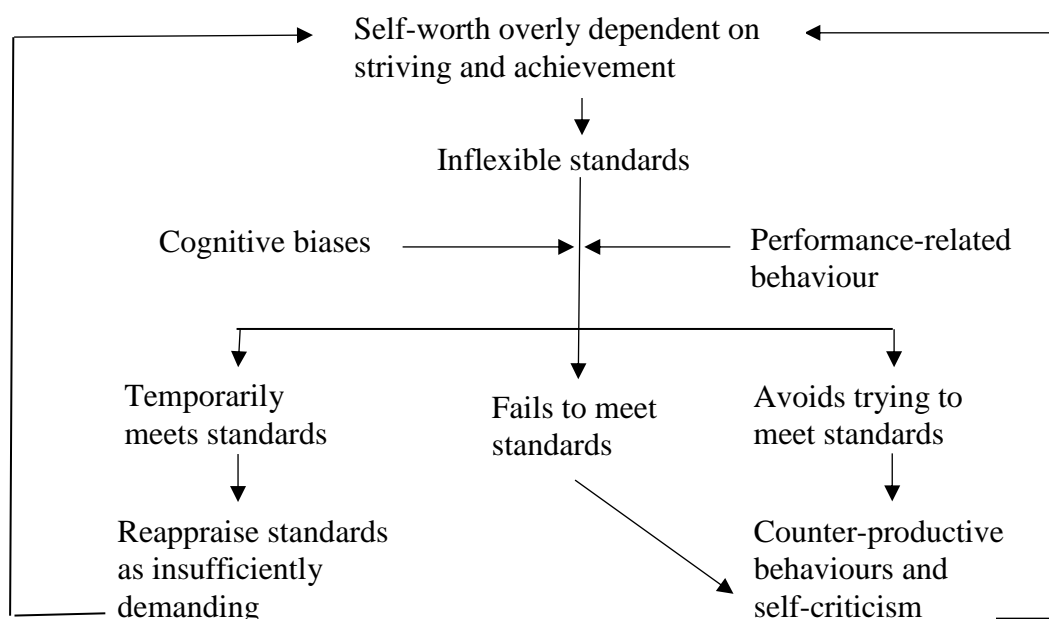 Self-worth overly dependent on
striving and achievement
Inflexible standards
Cognitive biases
Performance-related
behaviour
Temporarily
meets standards
Fails to meet
standards
Avoids trying to
meet standards
Reappraise standards
as insufficiently
demanding
Counter-productive
behaviours and
self-criticism